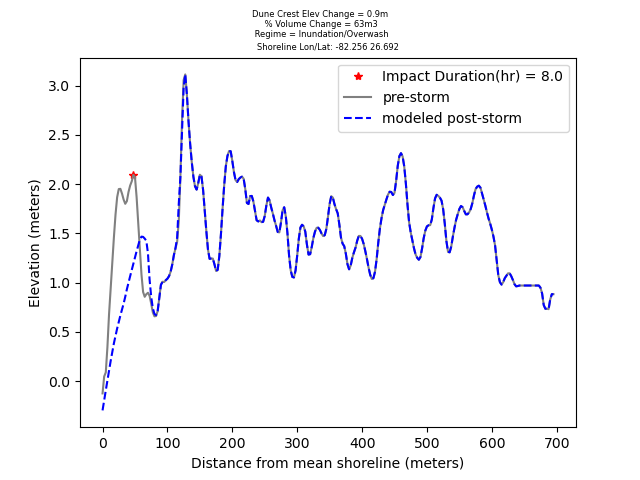 Dune Crest Elev Change = 0.9m
% Volume Change = 63m3
Regime = Inundation/Overwash
Shoreline Lon/Lat: -82.256 26.692
Impact Duration(hr) = 8.0
pre-storm
modeled post-storm
Elevation (meters)
3.0
2.5
2.0
1.5
1.0
0.5
0.0
0 100 200 300 400 500 600 700
Distance from mean shoreline (meters)